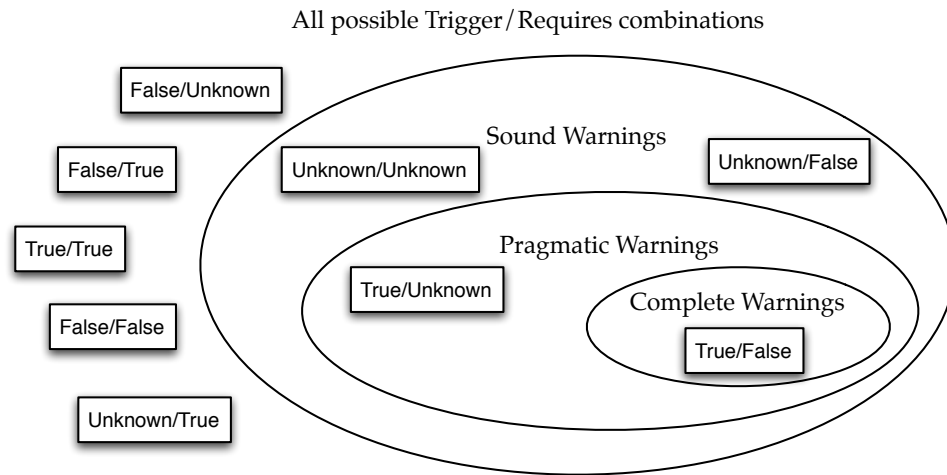 All possible Trigger/Requires combinations
False/Unknown
Sound Warnings
False/True
Unknown/Unknown
Unknown/False
True/True
Pragmatic Warnings
True/Unknown
Complete Warnings
False/False
True/False
Unknown/True